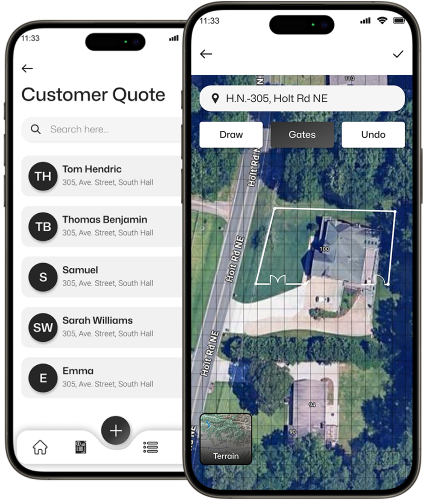 11:33
Customer Quote
Search here..
TH
Tom Hendric
305, Ave. Street, South Hall
TB
Thomas Benjamin
305, Ave. Street, South Hall
S
Samuel
305, Ave. Street, South Hall
SW
Sarah Williams
305, Ave. Street, South Hall
E
Emma
305, Ave. Street, South Hall
11:33
H.N.-305, Holt Rd NE
Draw
Gates
Undo
Holt Rd NE
Holt Rd NE
Holt Rd NE
Terrain